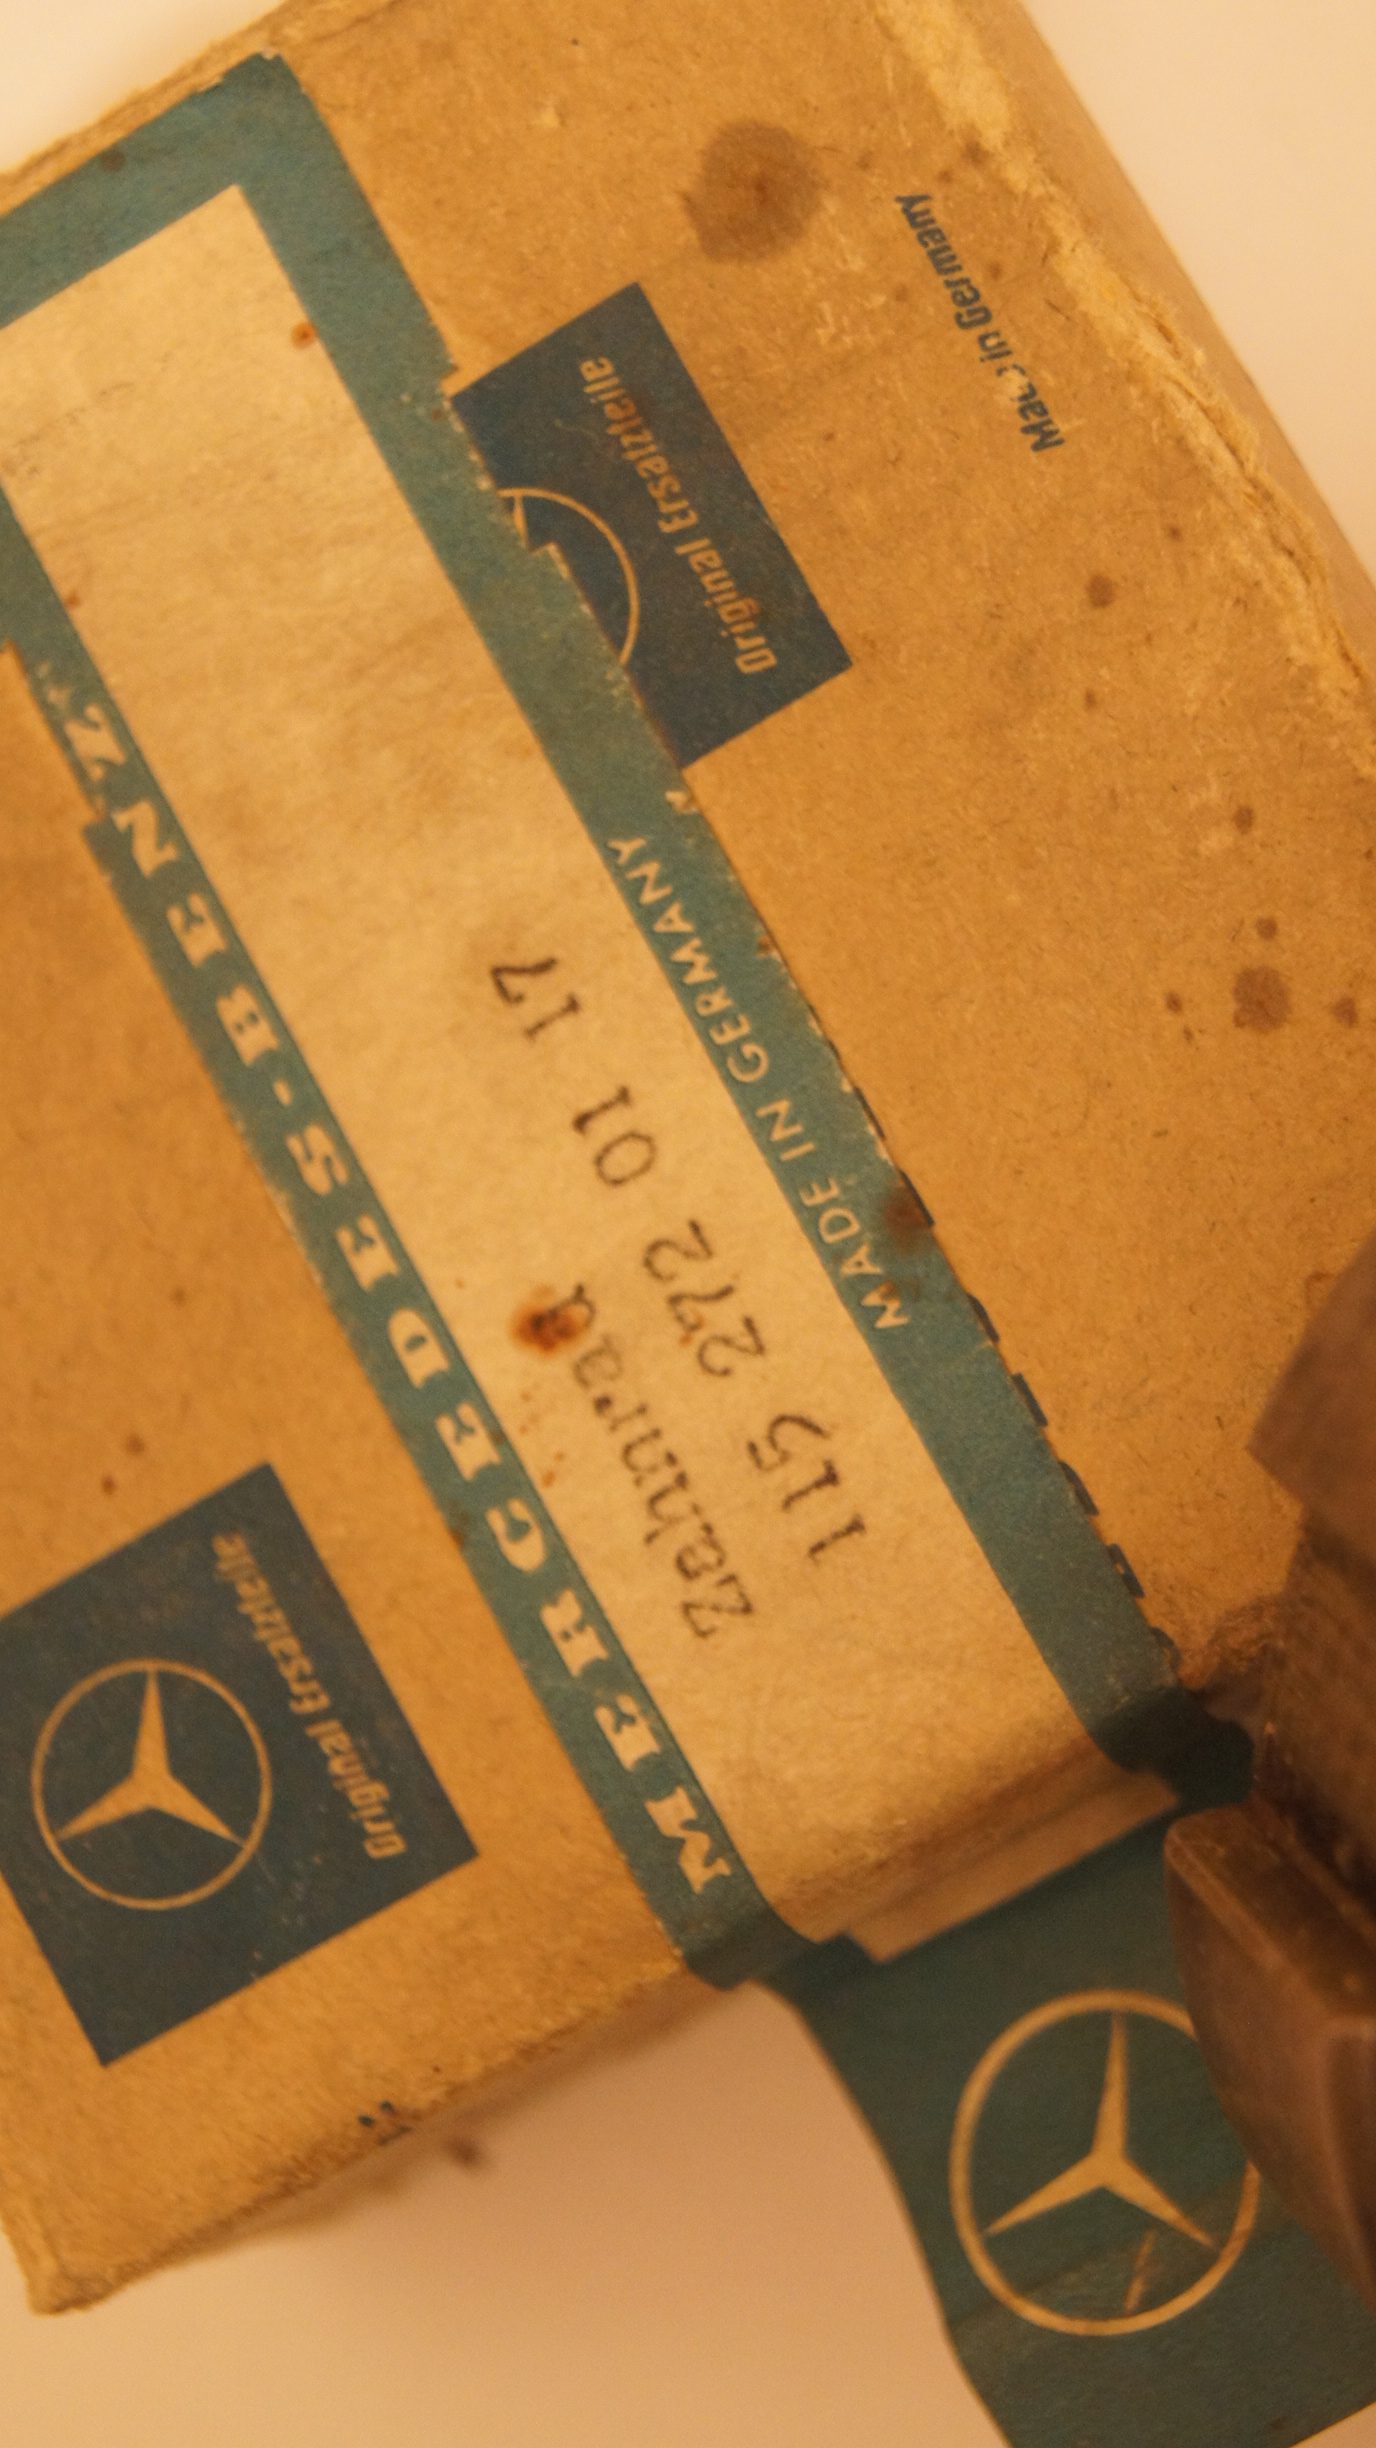 MERCEDES-BENZ
Zahnrad
115 272 01 17
MADE IN GERMANY
Original Ersatzteile
Made in Germany
Original Ersatzteile